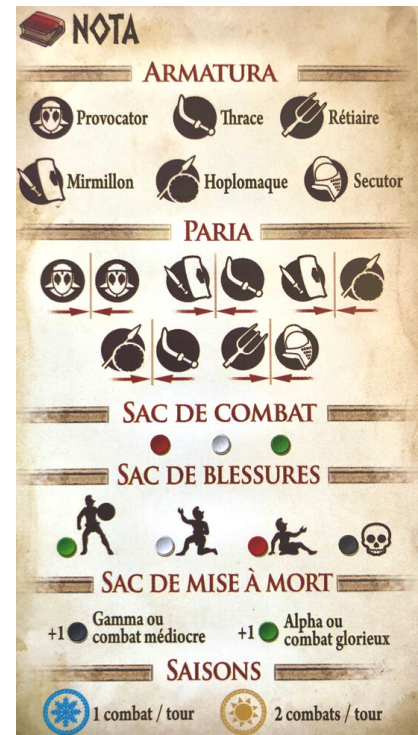 NOTA
ARMATURA
Provocator Thrace Rétiaire
Mirmillon Hoplomaque Secutor
PARIA
SAC DE COMBAT
SAC DE BLESSURES
SAC DE MISE À MORT
+1 Gamma ou combat médiocre
+1 Alpha ou combat glorieux
SAISONS
1 combat / tour 2 combats / tour